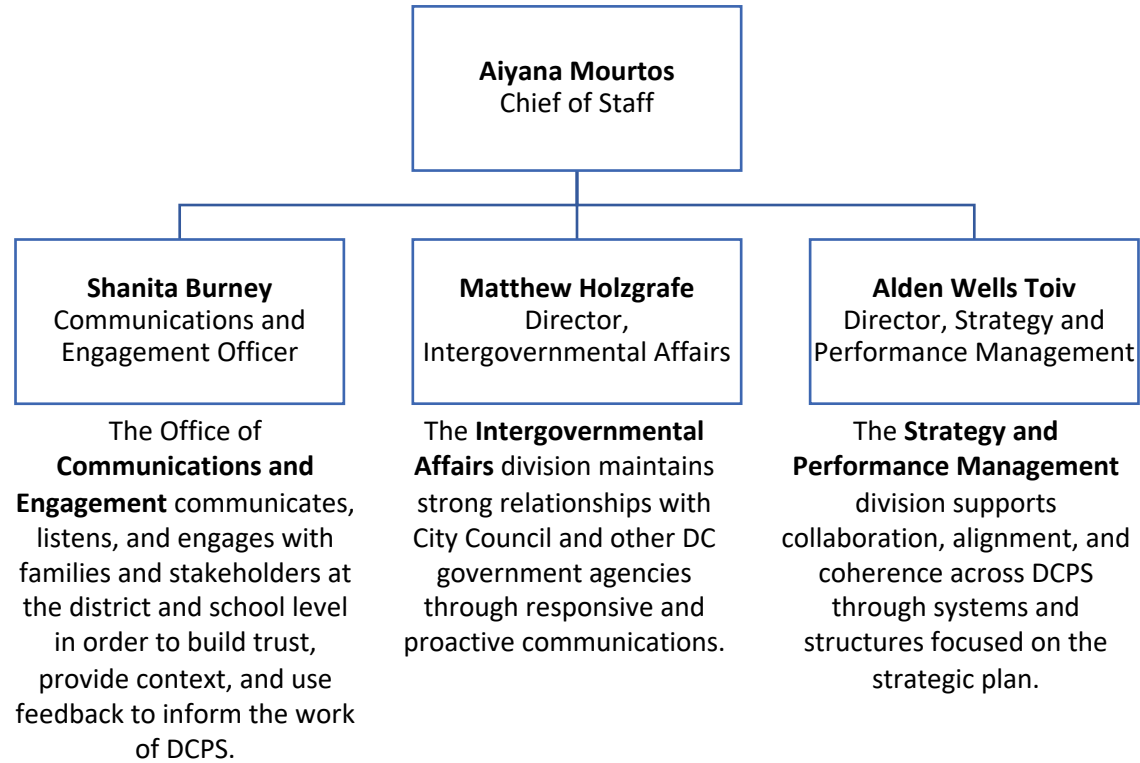 Aiyana Mourtos
Chief of Staff
Shanita Burney
Communications and
Engagement Officer
Matthew Holzgrafe
Director,
Intergovernmental Affairs
Alden Wells Toiv
Director, Strategy and
Performance Management
The Office of
Communications and
Engagement communicates,
listens, and engages with
families and stakeholders at
the district and school level
in order to build trust,
provide context, and use
feedback to inform the work
of DCPS.
The Intergovernmental
Affairs division maintains
strong relationships with
City Council and other DC
government agencies
through responsive and
proactive communications.
The Strategy and
Performance Management
division supports
collaboration, alignment, and
coherence across DCPS
through systems and
structures focused on the
strategic plan.